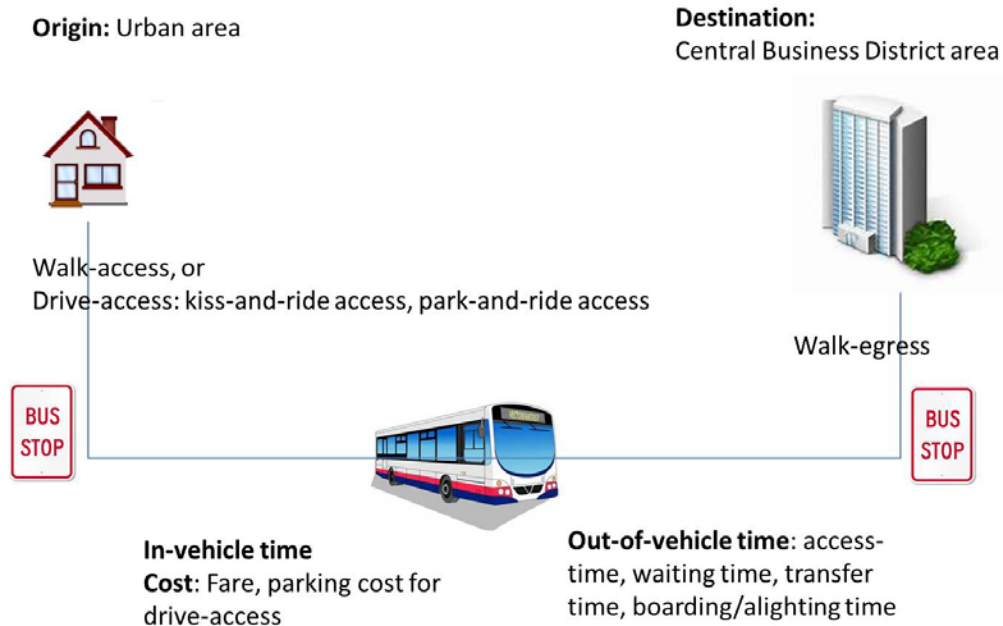 Origin: Urban area
Destination:
Central Business District area
Walk-access, or
Drive-access: kiss-and-ride access, park-and-ride access
Walk-egress
BUS
STOP
BUS
STOP
In-vehicle time
Cost: Fare, parking cost for
drive-access
Out-of-vehicle time: access-
time, waiting time, transfer
time, boarding/alighting time